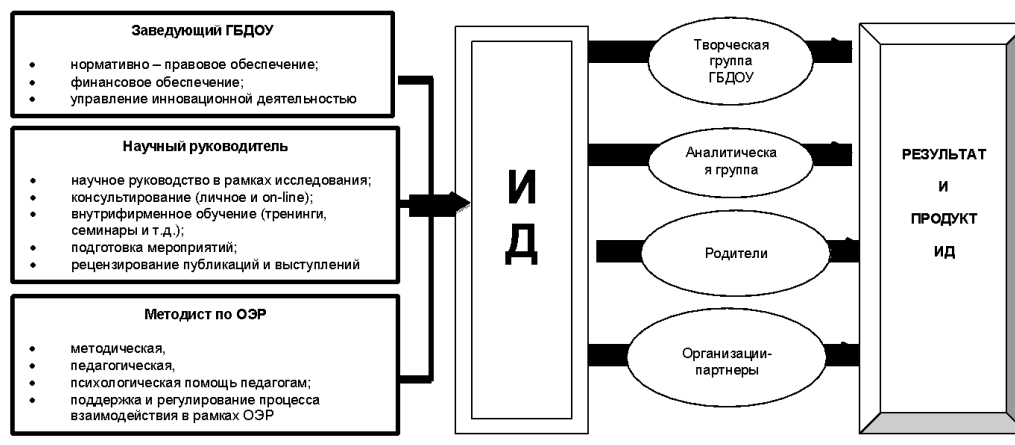 Заведующий ГБДОУ
• нормативно – правовое обеспечение;
• финансовое обеспечение;
• управление инновационной деятельностью
Научный руководитель
• научное руководство в рамках исследования;
• консультирование (личное и on-line);
• внутрифирменное обучение (тренинги,
семинары и т.д.);
• подготовка мероприятий;
• рецензирование публикаций и выступлений
Методист по ОЭР
• методическая,
• педагогическая,
• психологическая помощь педагогам;
• поддержка и регулирование процесса
взаимодействия в рамках ОЭР
И
Д
Творческая
группа
ГБДОУ
Аналитическа
я группа
Родители
Организации-
партнеры
РЕЗУЛЬТАТ
И
ПРОДУКТ
ИД